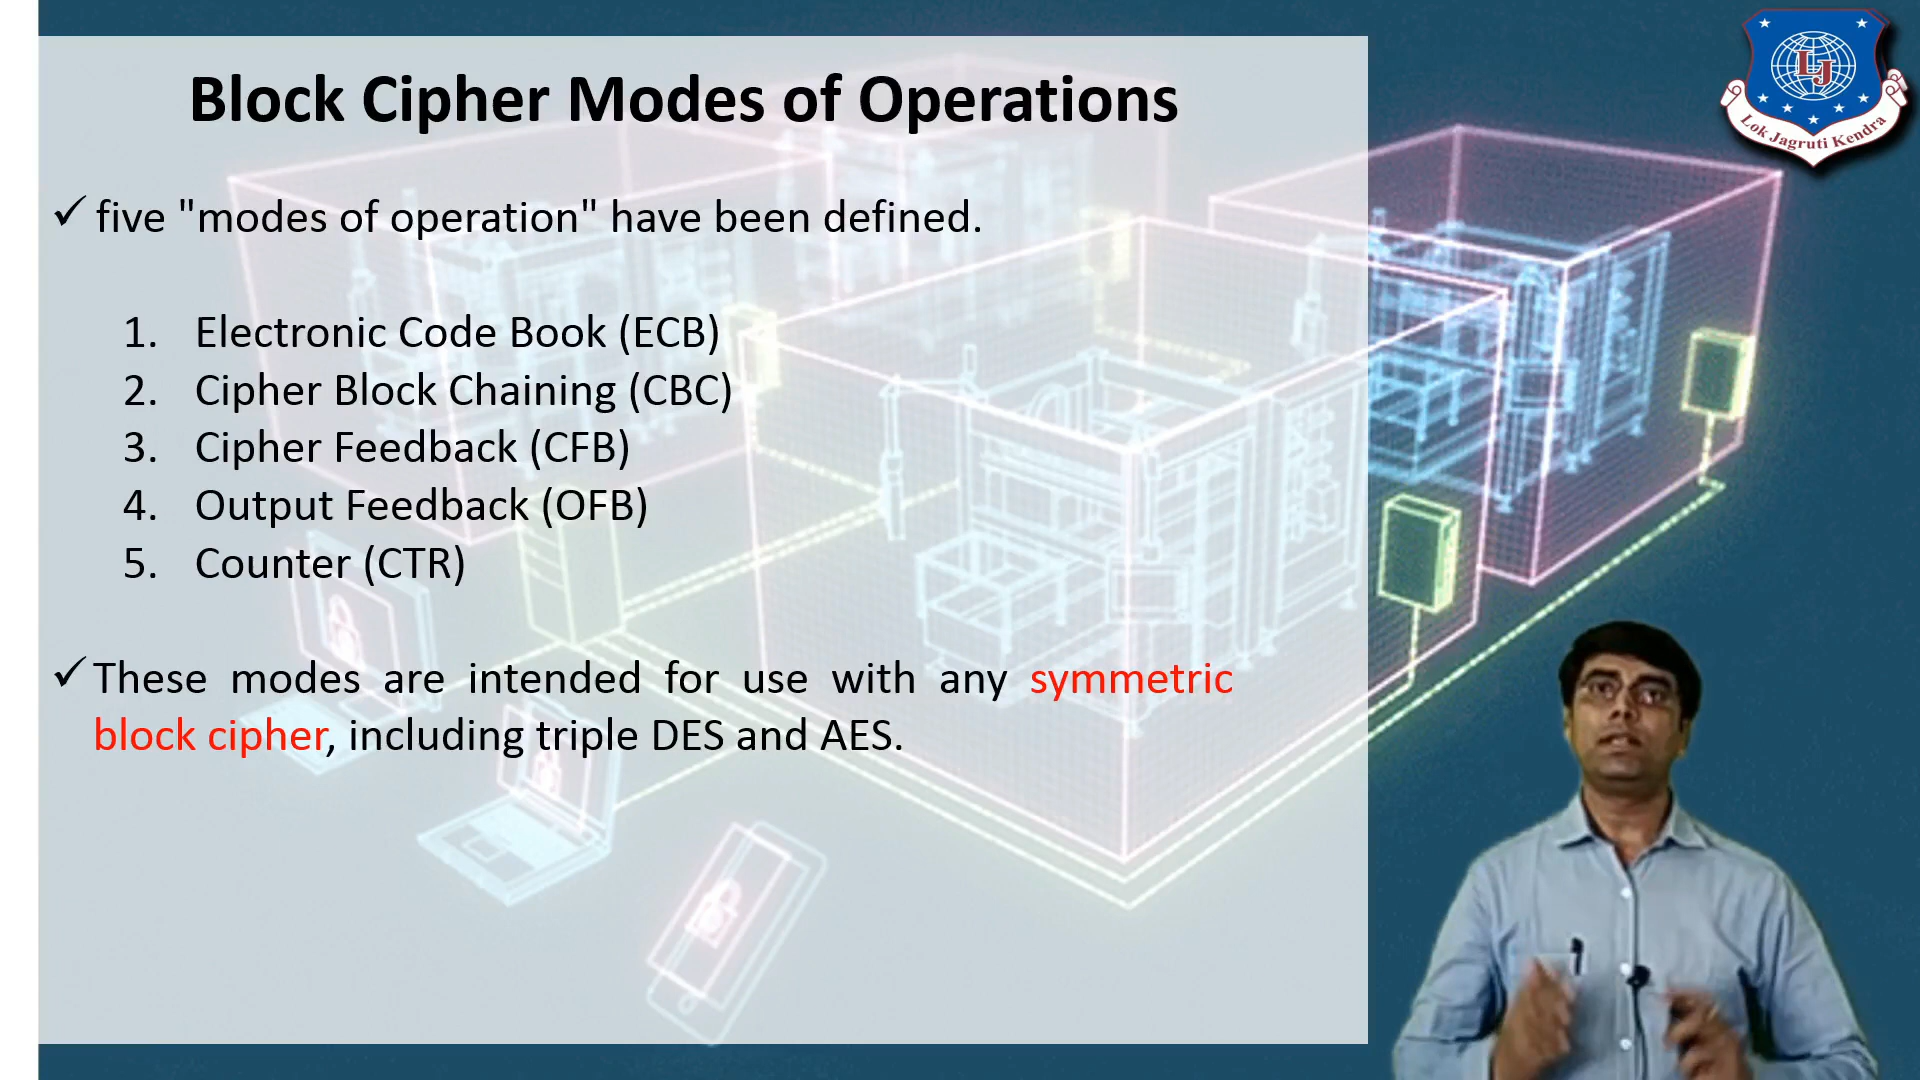 Block Cipher Modes of Operations
✓ five "modes of operation" have been defined.
1. Electronic Code Book (ECB)
2. Cipher Block Chaining (CBC)
3. Cipher Feedback (CFB)
4. Output Feedback (OFB)
5. Counter (CTR)
✓ These modes are intended for use with any symmetric
block cipher, including triple DES and AES.
LJ
Lok Jagruti Kendra